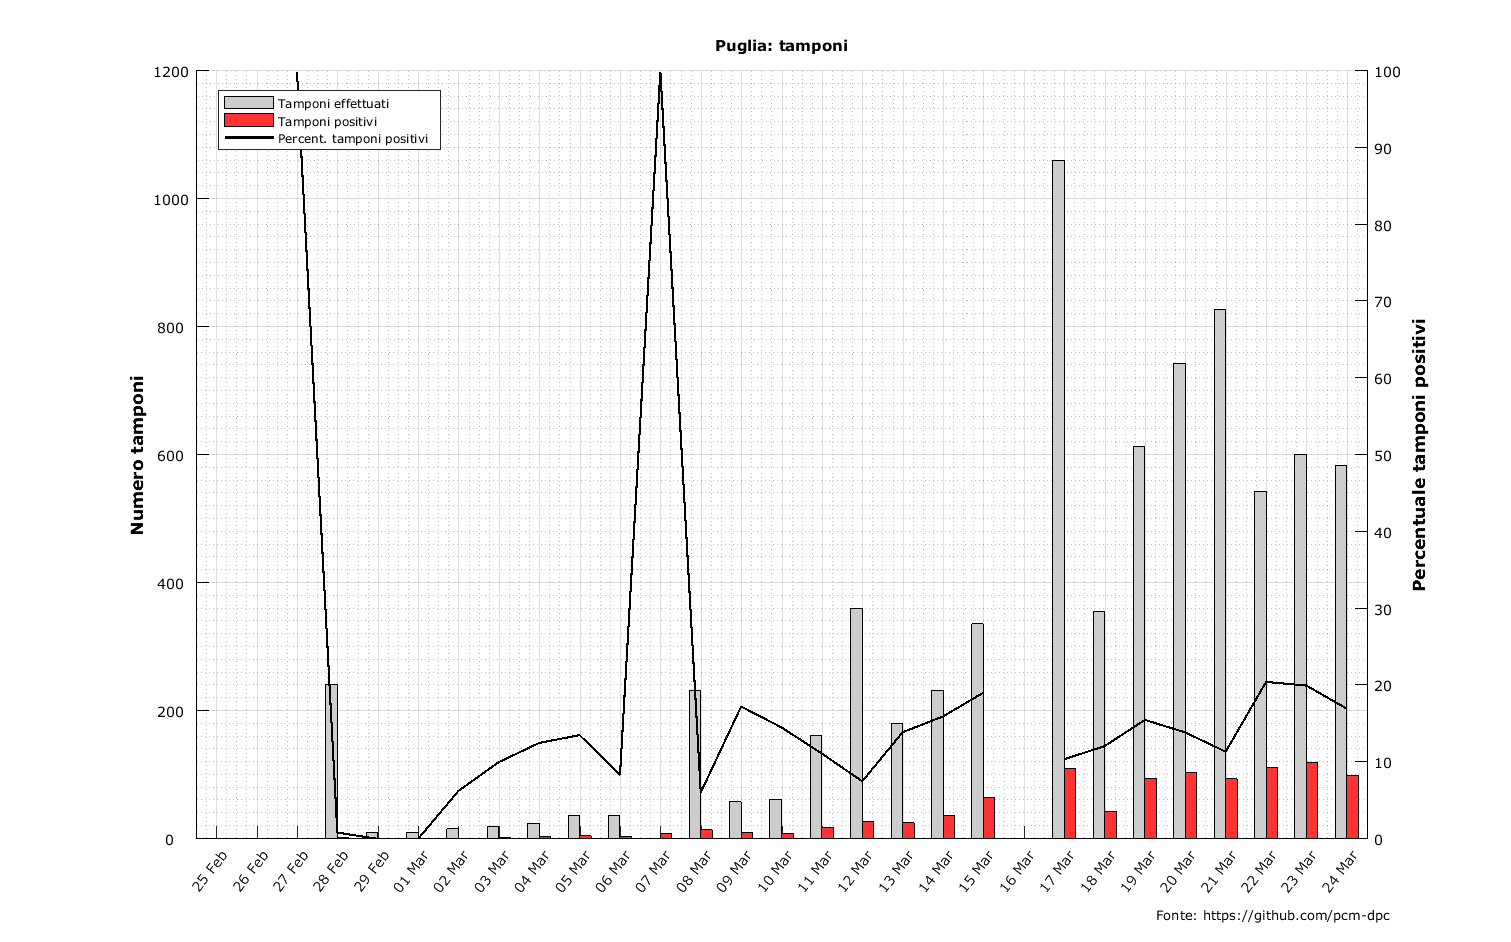 Puglia: tamponi
Tamponi effettuati
Tamponi positivi
Percent. tamponi positivi
Numero tamponi
1200
1000
800
600
400
200
0
Percentuale tamponi positivi
100
90
80
70
60
50
40
30
20
10
0
25 Feb
26 Feb
27 Feb
28 Feb
29 Feb
01 Mar
02 Mar
03 Mar
04 Mar
05 Mar
06 Mar
07 Mar
08 Mar
09 Mar
10 Mar
11 Mar
12 Mar
13 Mar
14 Mar
15 Mar
16 Mar
17 Mar
18 Mar
19 Mar
20 Mar
21 Mar
22 Mar
23 Mar
24 Mar
Fonte: https://github.com/pcm-dpc